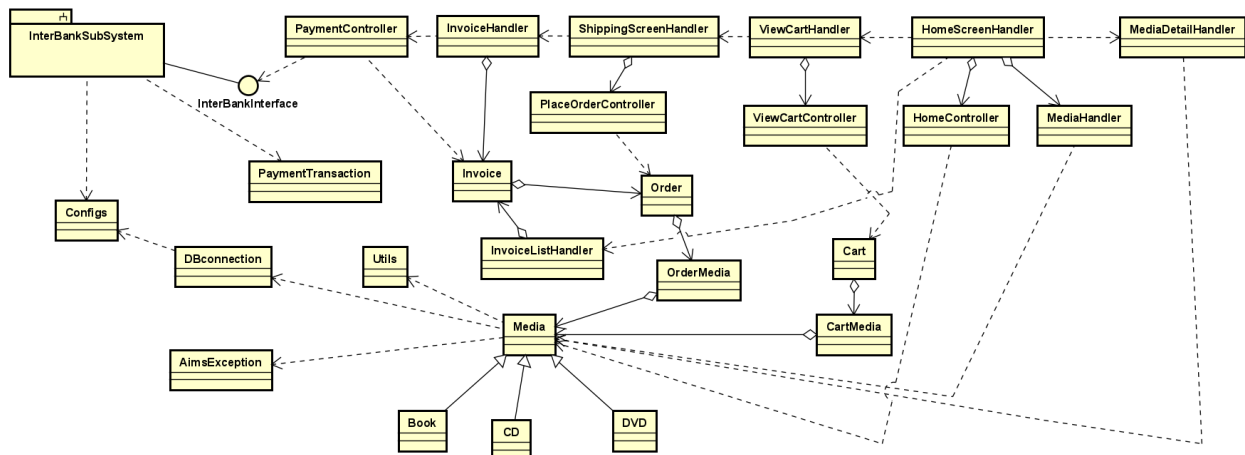 InterBankSubSystem
PaymentController
InvoiceHandler
ShippingScreenHandler
ViewCartHandler
HomeScreenHandler
MediaDetailHandler
InterBankInterface
PlaceOrderController
ViewCartController
HomeController
MediaHandler
PaymentTransaction
Invoice
Order
Configs
DBconnection
Utils
InvoiceListHandler
OrderMedia
Cart
Media
CartMedia
AimsException
Book
CD
DVD